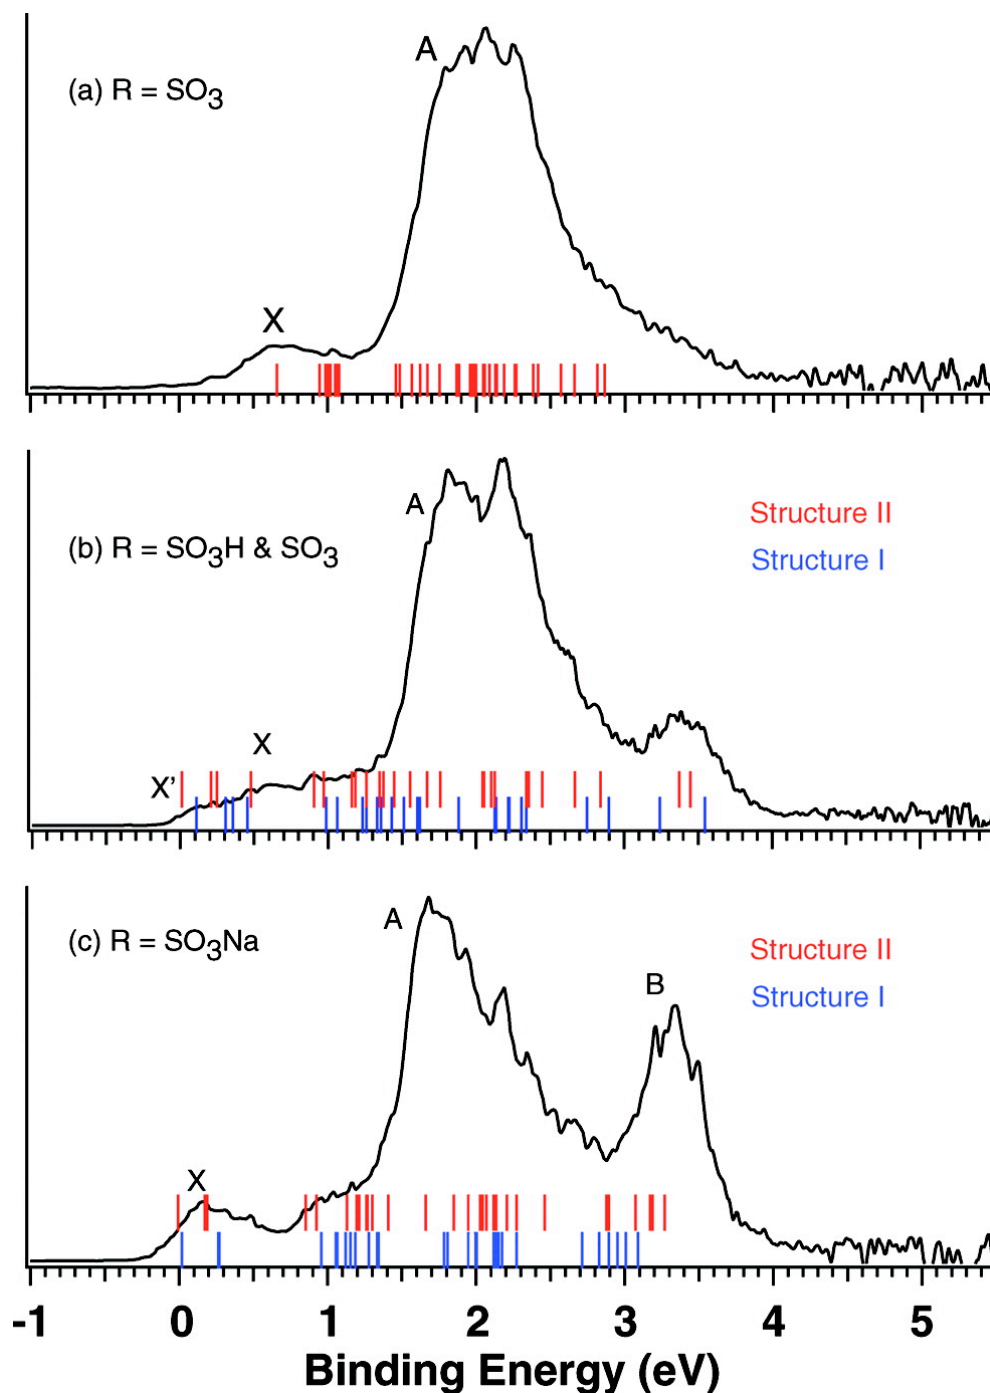 A
(a) R = SO3
X
A
Structure II
(b) R = SO3H & SO3
Structure I
X
X’
A
(c) R = SO3Na
Structure II
B
Structure I
X
-1 0 1 2 3 4 5
Binding Energy (eV)